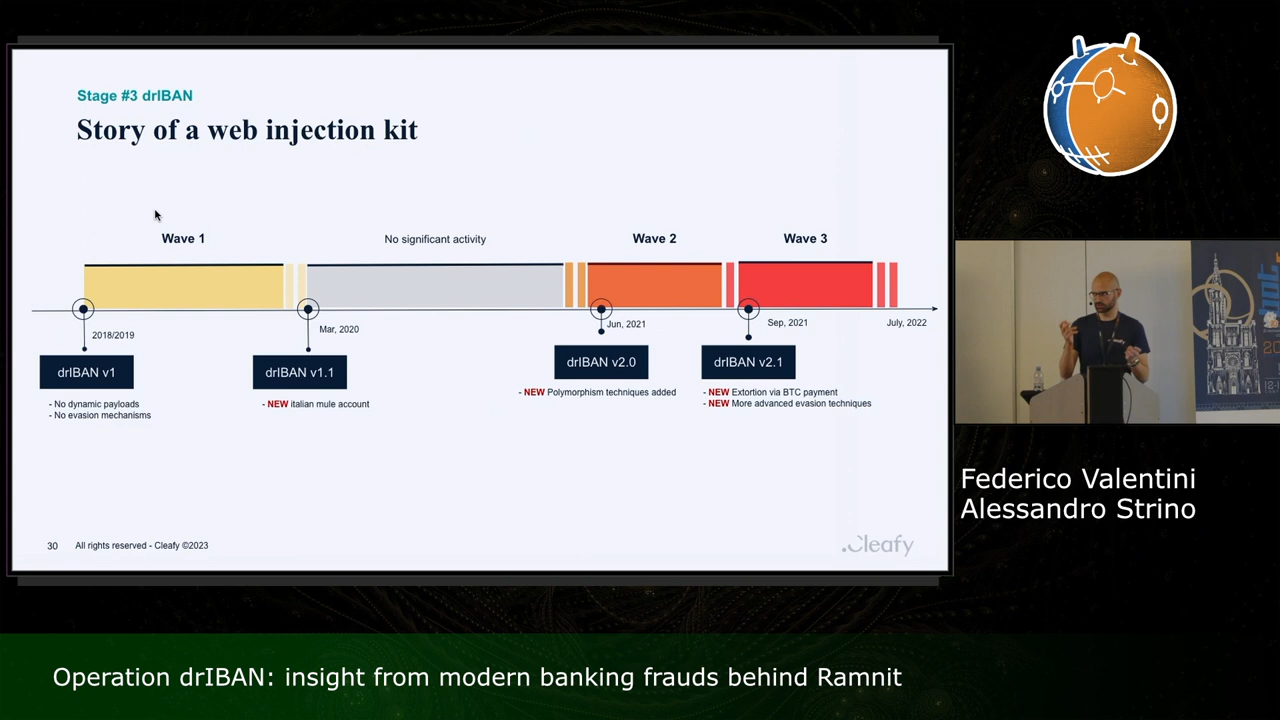 Stage #3 drIBAN
Story of a web injection kit
Wave 1
No significant activity
Wave 2
Wave 3
2018/2019
Mar, 2020
Jun, 2021
Sep, 2021
July, 2022
drIBAN v1
drIBAN v1.1
drIBAN v2.0
drIBAN v2.1
- No dynamic payloads
- No evasion mechanisms
- NEW italian mule account
- NEW Polymorphism techniques added
- NEW Extortion via BTC payment
- NEW More advanced evasion techniques
30
All rights reserved - Cleafy ©2023
.Cleafy
Federico Valentini
Alessandro Strino
Operation drIBAN: insight from modern banking frauds behind Ramnit